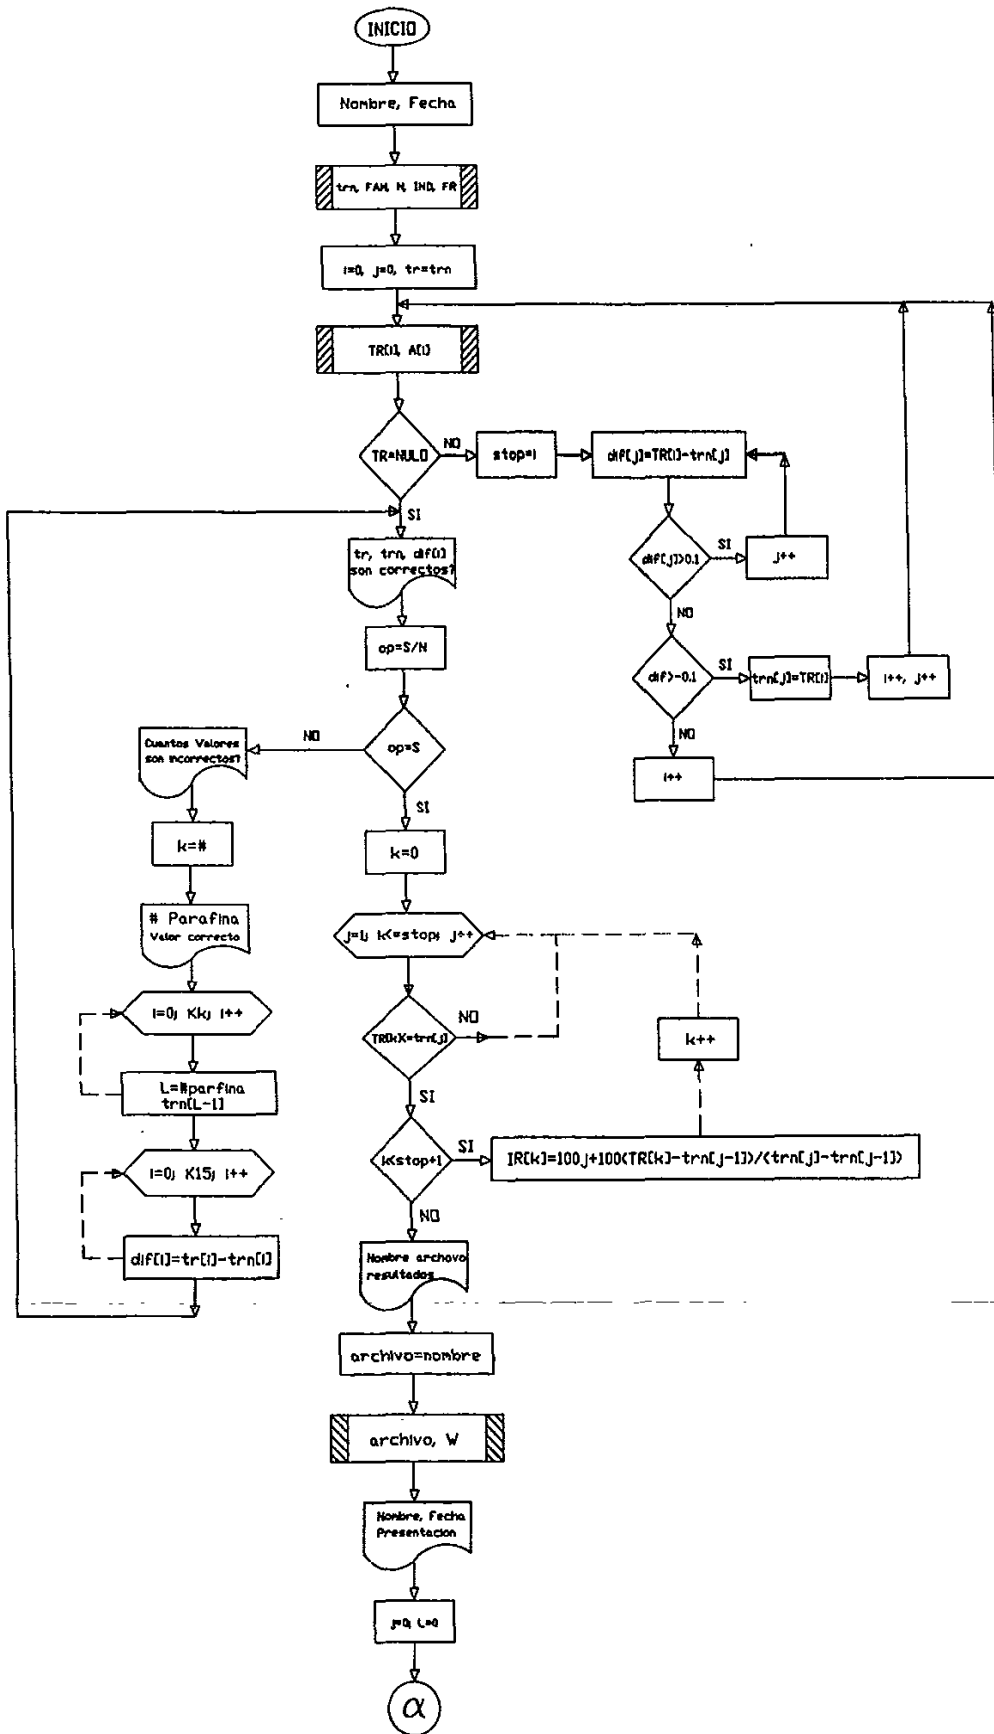 INICIO
Nombre, Fecha
trn, FAM, N, IND, FR
i=0, j=0, tr=trn
TR[i], A[i]
TR=NULO
NO
stop=i
dif[j]=TR[i]-trn[j]
SI
dif[j]>0.1
SI
j++
NO
dif>-0.1
SI
trn[j]=TR[i]
i++, j++
NO
i++
tr, trn, dif[i]
son correctos?
op=S/N
op=S
NO
Cuantos Valores
son incorrectos?
k=#
# Parafina
Valor correcto
i=0; i<k; i++
L=#parfina
trn[L-1]
i=0; i<15; i++
dif[i]=tr[i]-trn[i]
SI
k=0
j=1; k<=stop; j++
TR[k]<=trn[j]
NO
SI
k<stop+1
SI
IR[k]=100j+100(TR[k]-trn[j-1])/(trn[j]-trn[j-1])
k++
NO
Nombre archovo
resultados
archivo=nombre
archivo, W
Nombre, Fecha
Presentacion
j=0; i=0
α